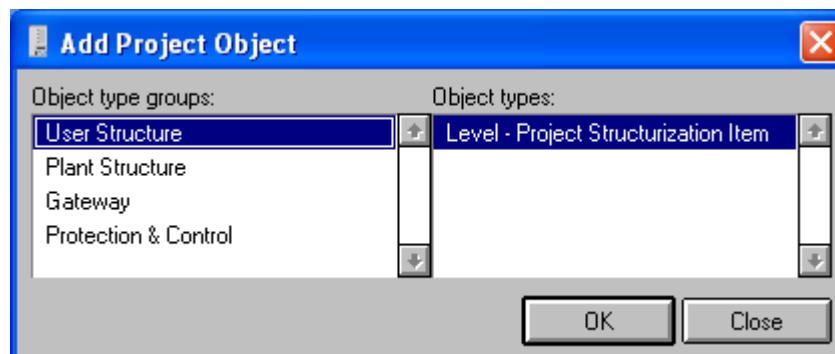 Add Project Object
Object type groups:
User Structure
Plant Structure
Gateway
Protection & Control
Object types:
Level - Project Structurization Item
OK
Close